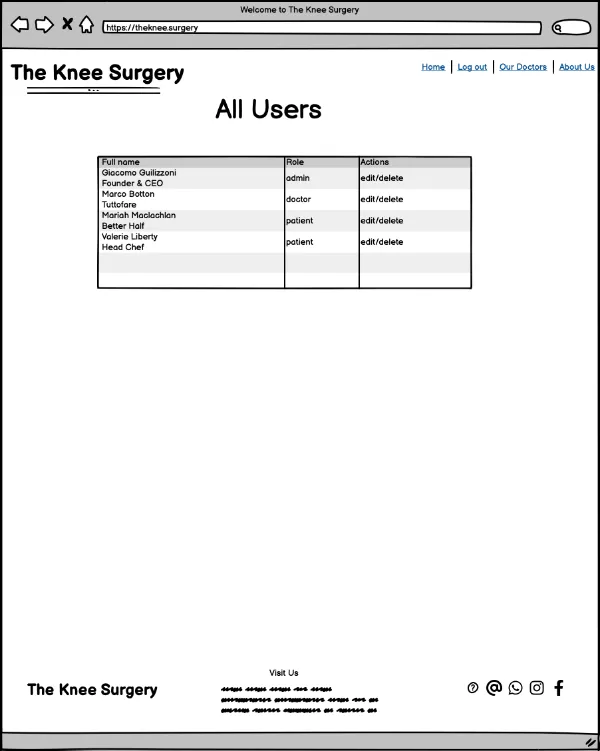 Welcome to The Knee Surgery
https://theknee.surgery
The Knee Surgery
Home Log out Our Doctors About Us
All Users
Full name Role Actions
Giacomo Guilizzoni
Founder & CEO
admin edit/delete
Marco Botton
Tuttofare
doctor edit/delete
Mariah Maclachlan
Better Half
patient edit/delete
Valerie Liberty
Head Chef
patient edit/delete
Visit Us
The Knee Surgery